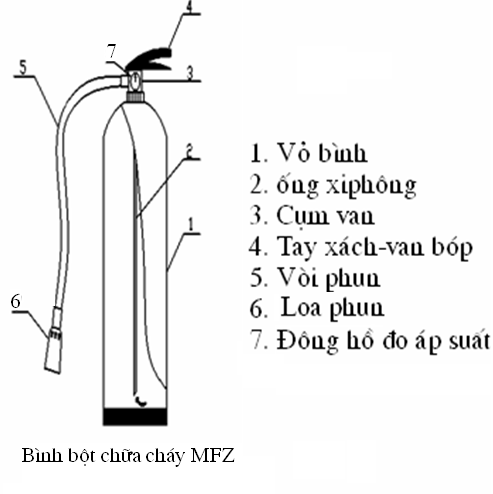 4
7
3
5
2
1
6
1. Vỏ bình
2. ống xiphông
3. Cụm van
4. Tay xách-van bóp
5. Vòi phun
6. Loa phun
7. Đông hồ đo áp suất
Bình bột chữa cháy MFZ